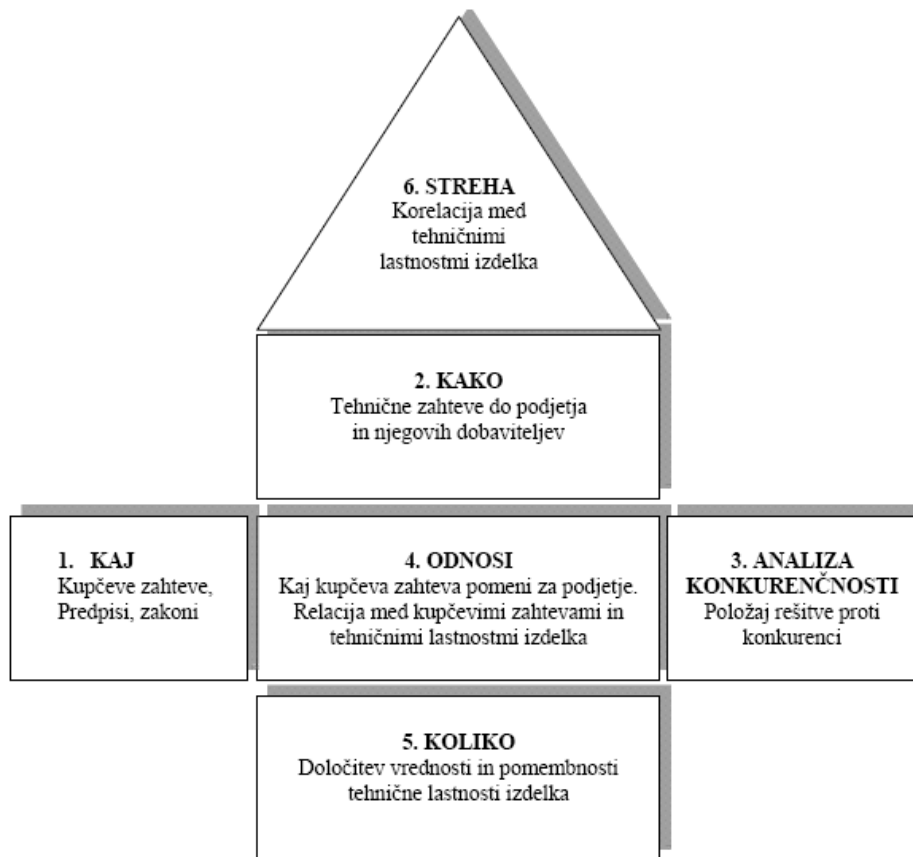 6. STREHA
Korelacija med
tehničnimi
lastnostmi izdelka
2. KAKO
Tehnične zahteve do podjetja
in njegovih dobaviteljev
1. KAJ
Kupčeve zahteve,
Predpisi, zakoni
4. ODNOSI
Kaj kupčeva zahteva pomeni za podjetje.
Relacija med kupčevimi zahtevami in
tehničnimi lastnostmi izdelka
3. ANALIZA
KONKURENČNOSTI
Položaj rešitve proti
konkurenci
5. KOLIKO
Določitev vrednosti in pomembnosti
tehnične lastnosti izdelka